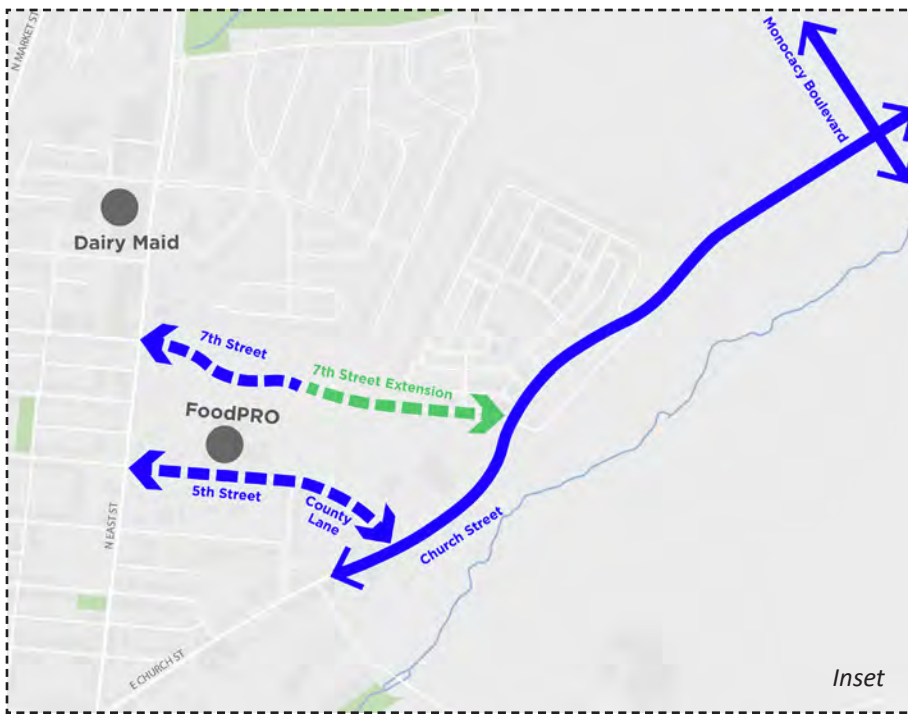 N MARKET ST
Monocacy Boulevard
Dairy Maid
7th Street
7th Street Extension
FoodPRO
5th Street
County
Lane
Church Street
N EAST ST
E CHURCH ST
Inset